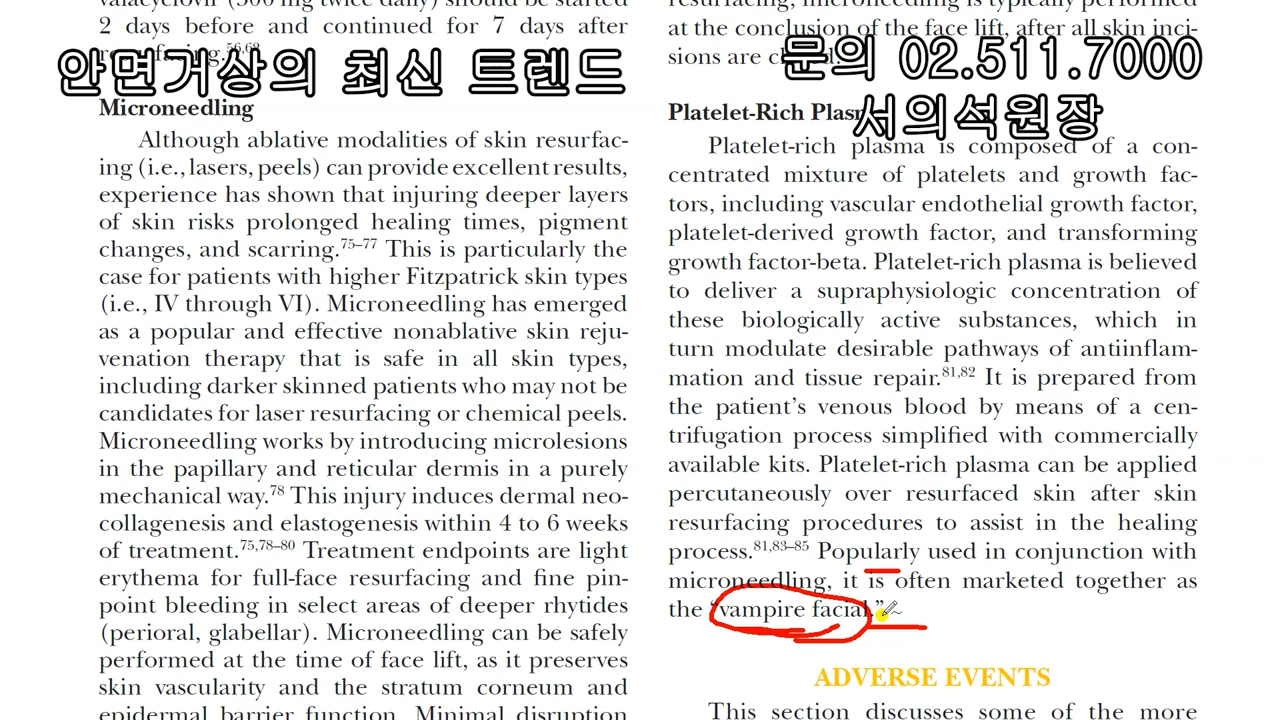 valacyclovir (500 mg twice daily) should be started
2 days before and continued for 7 days after
resurfacing.56,68
안면거상의 최신 트렌드
Microneedling
Although ablative modalities of skin resurfac-
ing (i.e., lasers, peels) can provide excellent results,
experience has shown that injuring deeper layers
of skin risks prolonged healing times, pigment
changes, and scarring.75–77 This is particularly the
case for patients with higher Fitzpatrick skin types
(i.e., IV through VI). Microneedling has emerged
as a popular and effective nonablative skin reju-
venation therapy that is safe in all skin types,
including darker skinned patients who may not be
candidates for laser resurfacing or chemical peels.
Microneedling works by introducing microlesions
in the papillary and reticular dermis in a purely
mechanical way.78 This injury induces dermal neo-
collagenesis and elastogenesis within 4 to 6 weeks
of treatment.75,78–80 Treatment endpoints are light
erythema for full-face resurfacing and fine pin-
point bleeding in select areas of deeper rhytides
(perioral, glabellar). Microneedling can be safely
performed at the time of face lift, as it preserves
skin vascularity and the stratum corneum and
epidermal barrier function. Minimal disruption
resurfacing, microneedling is typically performed
at the conclusion of the face lift, after all skin inci-
sions are closed.
문의 02.511.7000
서의석원장
Platelet-Rich Plasma
Platelet-rich plasma is composed of a con-
centrated mixture of platelets and growth fac-
tors, including vascular endothelial growth factor,
platelet-derived growth factor, and transforming
growth factor-beta. Platelet-rich plasma is believed
to deliver a supraphysiologic concentration of
these biologically active substances, which in
turn modulate desirable pathways of antiinflam-
mation and tissue repair.81,82 It is prepared from
the patient’s venous blood by means of a cen-
trifugation process simplified with commercially
available kits. Platelet-rich plasma can be applied
percutaneously over resurfaced skin after skin
resurfacing procedures to assist in the healing
process.81,83–85 Popularly used in conjunction with
microneedling, it is often marketed together as
the “vampire facial.”
ADVERSE EVENTS
This section discusses some of the more